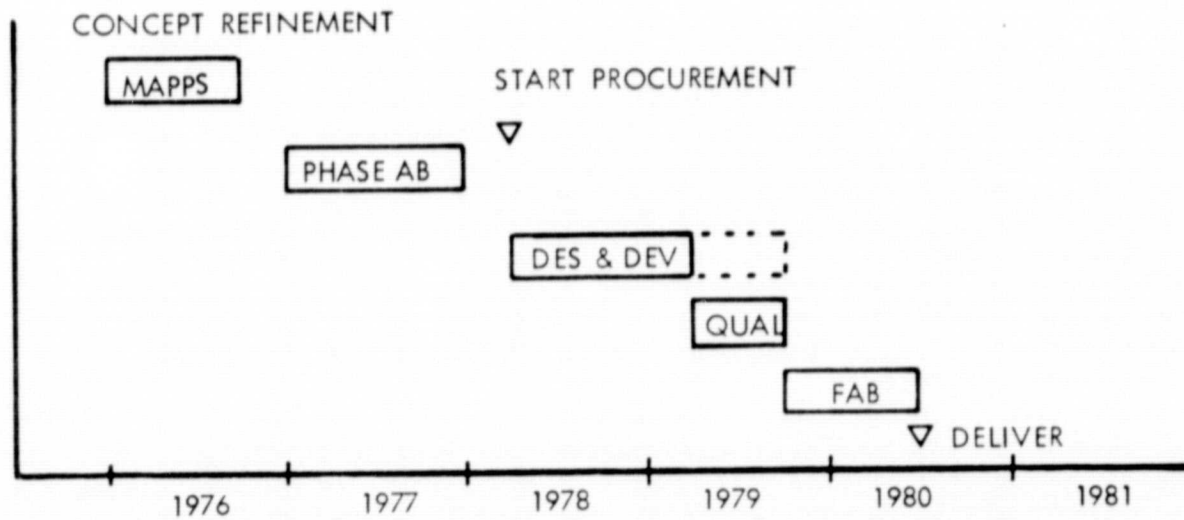 CONCEPT REFINEMENT
MAPPS
START PROCUREMENT
PHASE AB
DES & DEV
QUAL
FAB
DELIVER
1976 1977 1978 1979 1980 1981